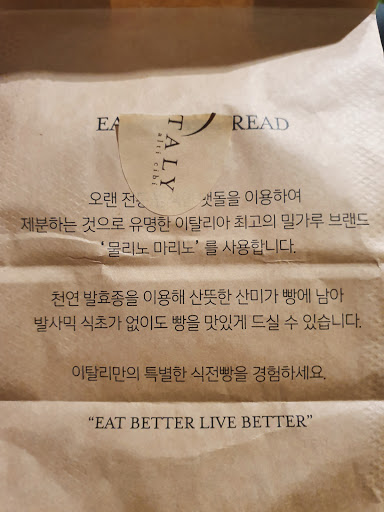 EA READ
TALY
alti cibi
오랜 전 맷돌을 이용하여
제분하는 것으로 유명한 이탈리아 최고의 밀가루 브랜드
‘물리노 마리노’를 사용합니다.
천연 발효종을 이용해 산뜻한 산미가 빵에 남아
발사믹 식초가 없이도 빵을 맛있게 드실 수 있습니다.
이탈리만의 특별한 식전빵을 경험하세요.
“EAT BETTER LIVE BETTER”